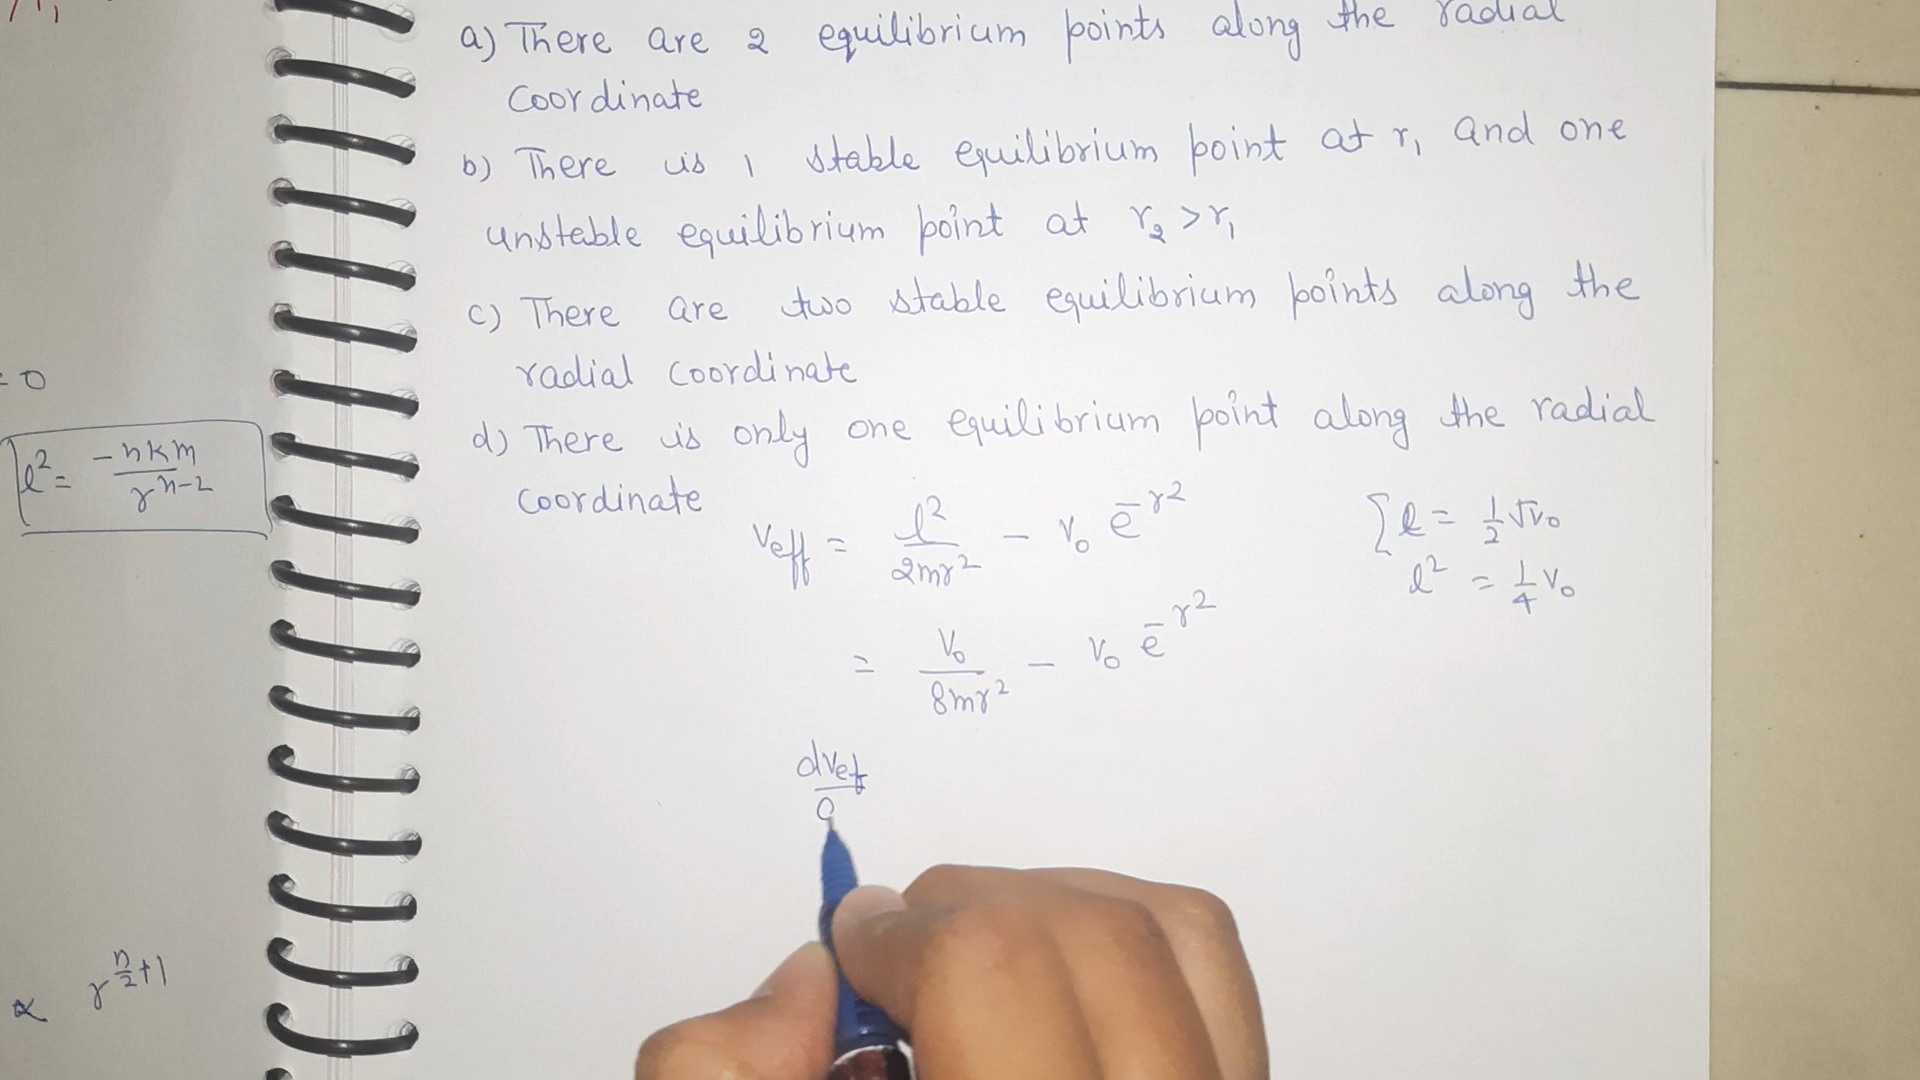 a) There are 2 equilibrium points along the radial
coordinate
b) There is 1 stable equilibrium point at r₁ and one
unstable equilibrium point at r₂ > r₁
c) There are two stable equilibrium points along the
radial coordinate
= 0
d) There is only one equilibrium point along the radial
coordinate
l² = -nkm / r^(n-2)
Veff = l² / 2mr² - V₀ e^-r² [ l = 1/2 √V₀
l² = 1/4 V₀
= V₀ / 8mr² - V₀ e^-r²
dVef
∝ r^(n/2 + 1)